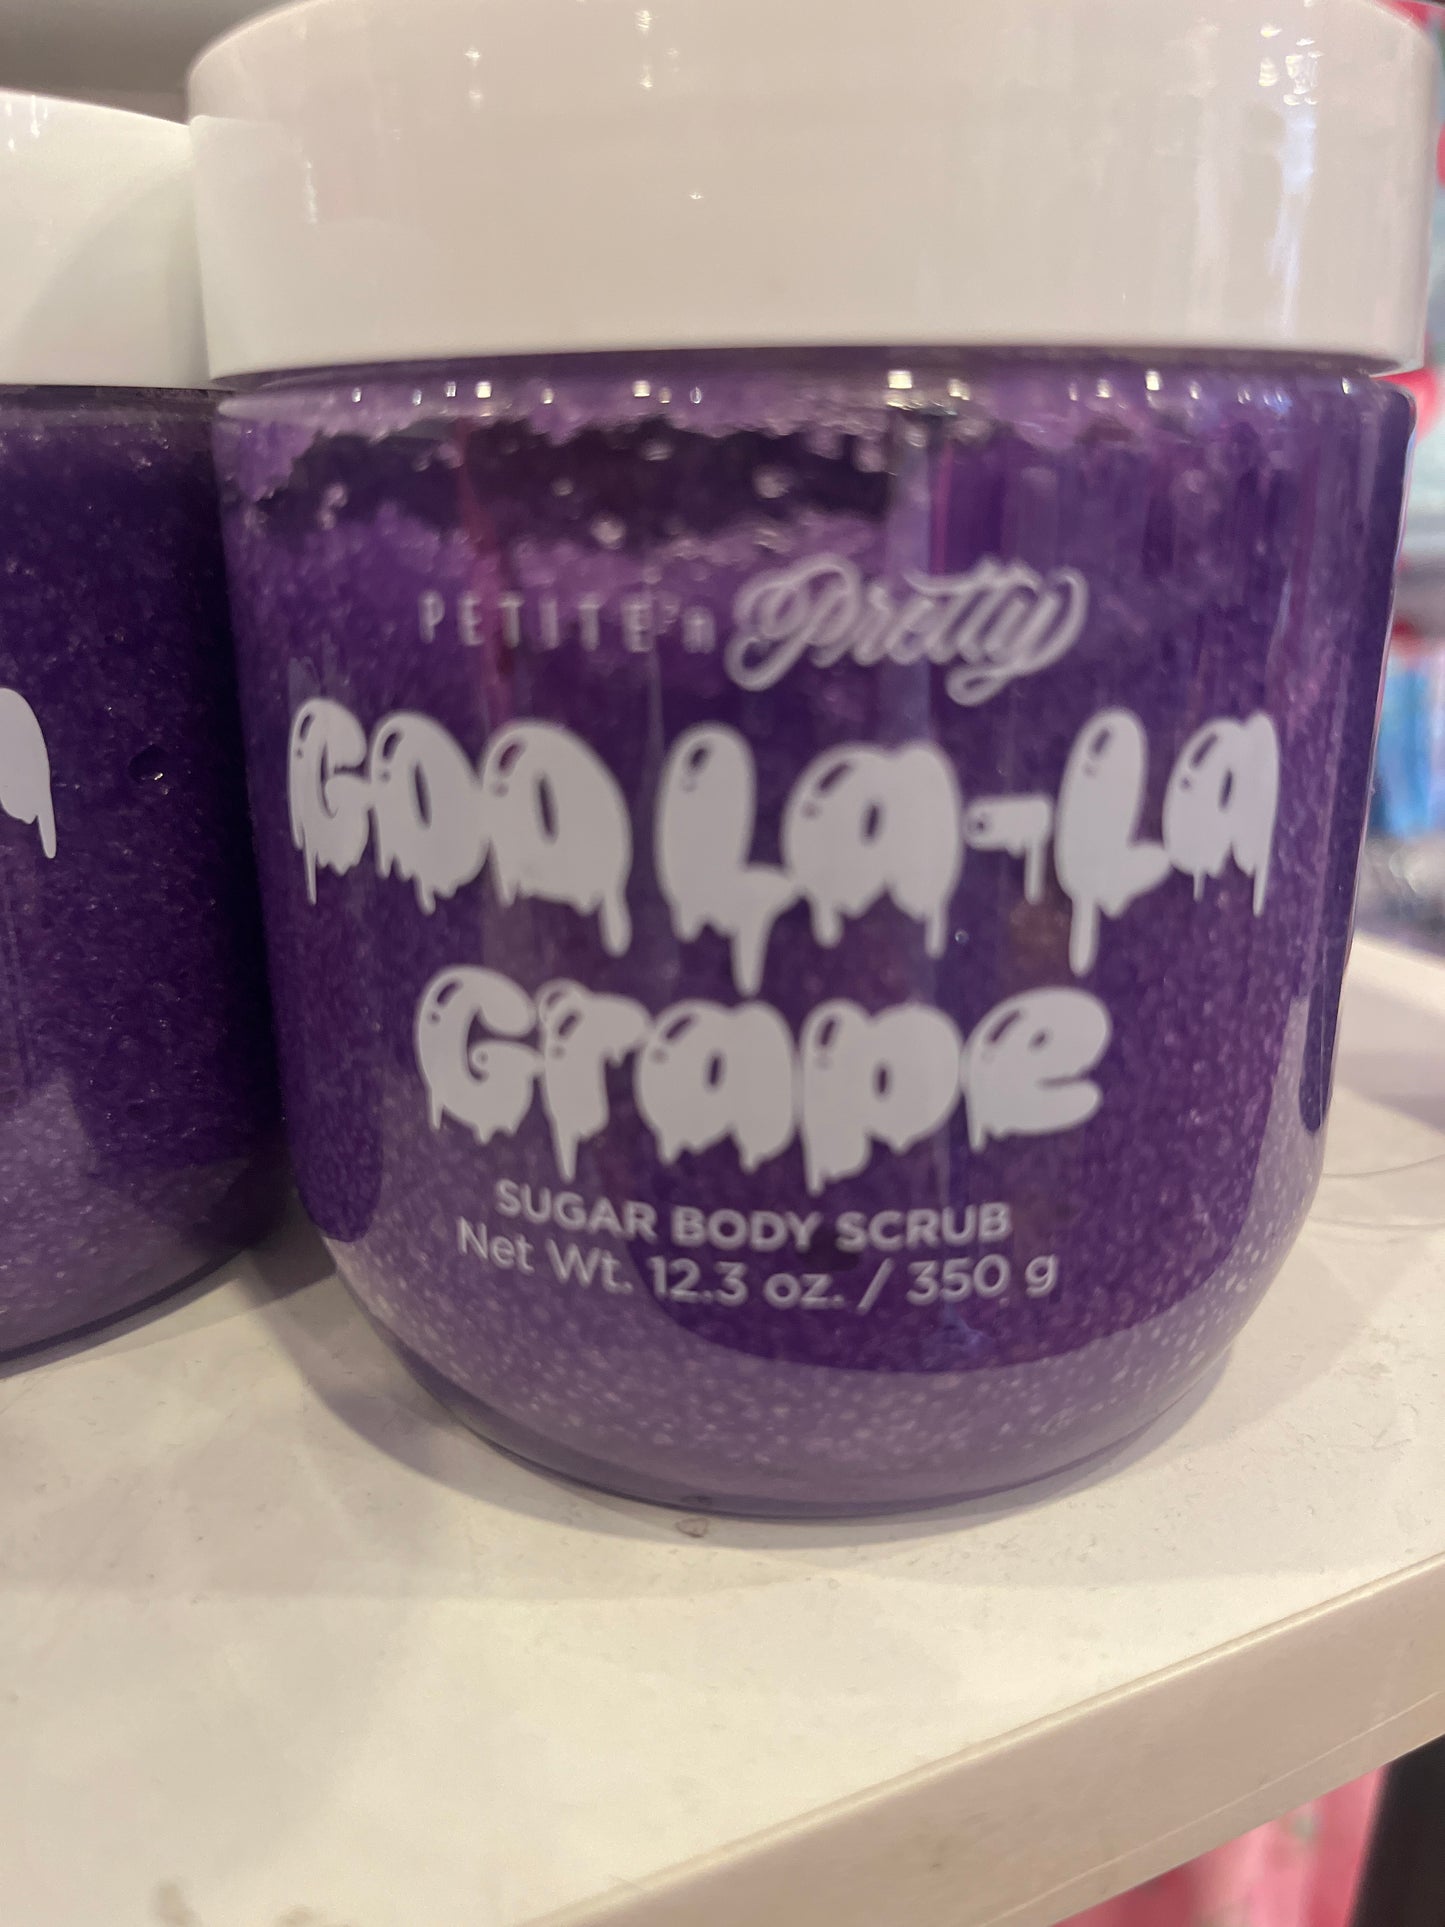 PETITE'n Pretty
Goo La-La
Grape
SUGAR BODY SCRUB
Net Wt. 12.3 oz. / 350 g